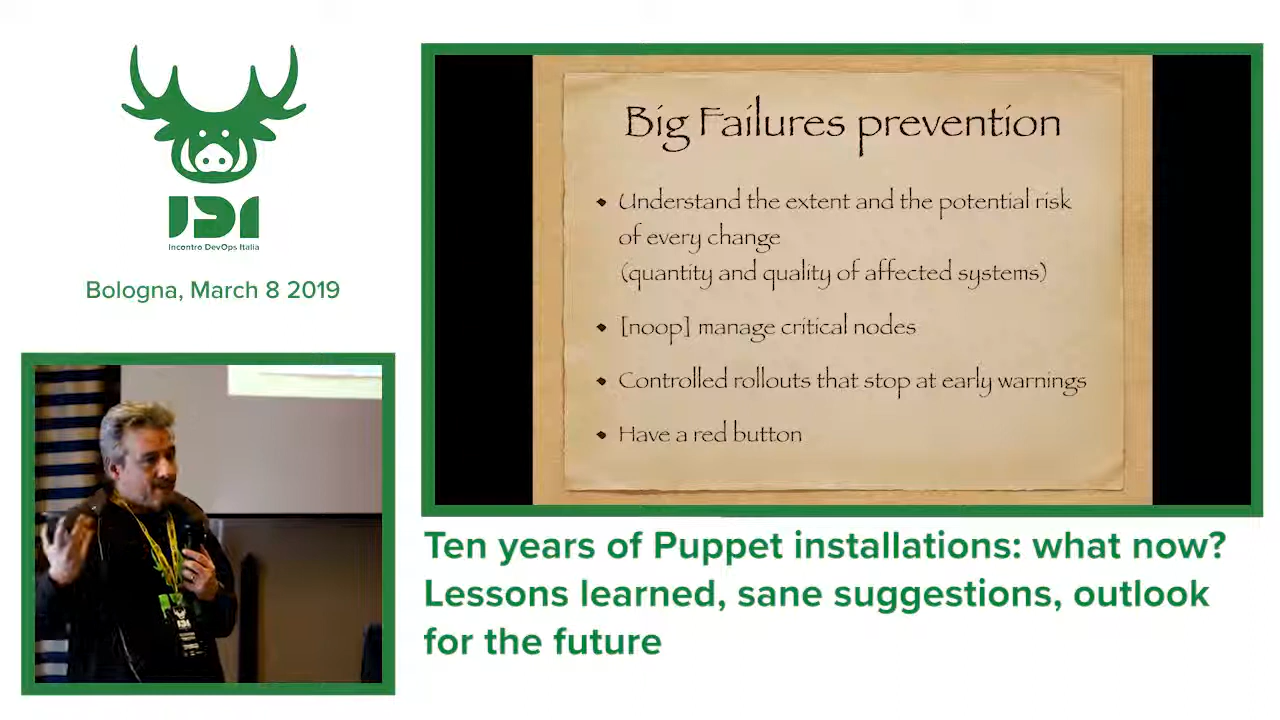 IDI
Incontro DevOps Italia
Bologna, March 8 2019
Big Failures prevention
Understand the extent and the potential risk
of every change
(quantity and quality of affected systems)
[noop] manage critical nodes
Controlled rollouts that stop at early warnings
Have a red button
Ten years of Puppet installations: what now?
Lessons learned, sane suggestions, outlook
for the future